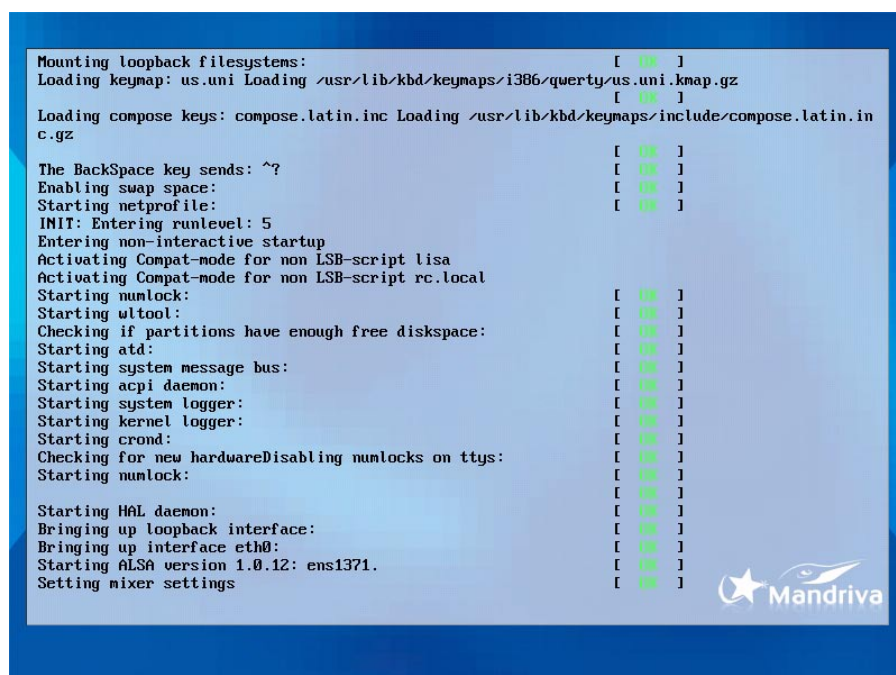 Mounting loopback filesystems: [ OK ]
Loading keymap: us.uni Loading /usr/lib/kbd/keymaps/i386/qwerty/us.uni.kmap.gz
[ OK ]
Loading compose keys: compose.latin.inc Loading /usr/lib/kbd/keymaps/include/compose.latin.in
c.gz
[ OK ]
The BackSpace key sends: ^? [ OK ]
Enabling swap space: [ OK ]
Starting netprofile: [ OK ]
INIT: Entering runlevel: 5
Entering non-interactive startup
Activating Compat-mode for non LSB-script lisa
Activating Compat-mode for non LSB-script rc.local
Starting numlock: [ OK ]
Starting wltool: [ OK ]
Checking if partitions have enough free diskspace: [ OK ]
Starting atd: [ OK ]
Starting system message bus: [ OK ]
Starting acpi daemon: [ OK ]
Starting system logger: [ OK ]
Starting kernel logger: [ OK ]
Starting crond: [ OK ]
Checking for new hardwareDisabling numlocks on ttys: [ OK ]
Starting numlock: [ OK ]
[ OK ]
Starting HAL daemon: [ OK ]
Bringing up loopback interface: [ OK ]
Bringing up interface eth0: [ OK ]
Starting ALSA version 1.0.12: ens1371. [ OK ]
Setting mixer settings [ OK ]
Mandriva